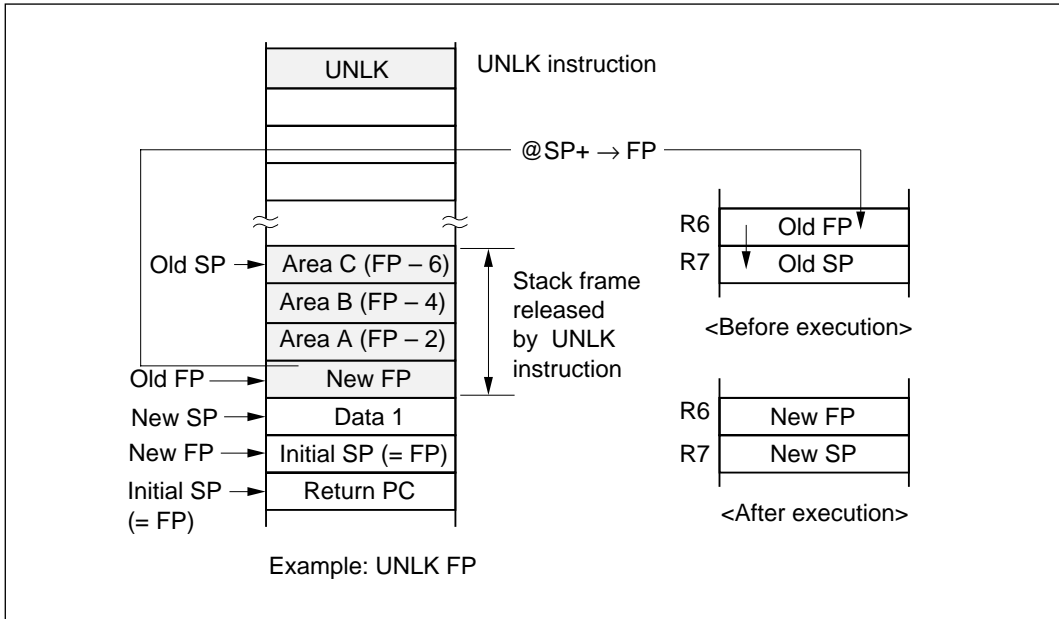 UNLK
UNLK instruction
@SP+ → FP
Old SP
Area C (FP – 6)
Area B (FP – 4)
Area A (FP – 2)
Old FP
New FP
New SP
Data 1
New FP
Initial SP (= FP)
Initial SP
(= FP)
Return PC
Stack frame
released
by UNLK
instruction
R6
Old FP
R7
Old SP
<Before execution>
R6
New FP
R7
New SP
<After execution>
Example: UNLK FP